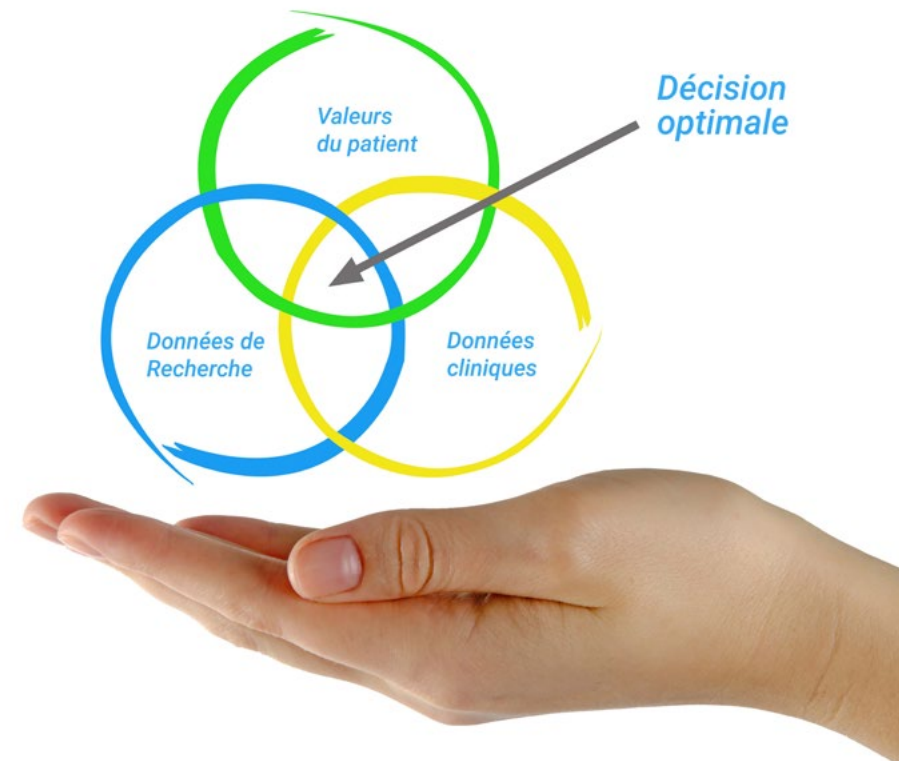 Valeurs
du patient
Décision
optimale
Données de
Recherche
Données
cliniques